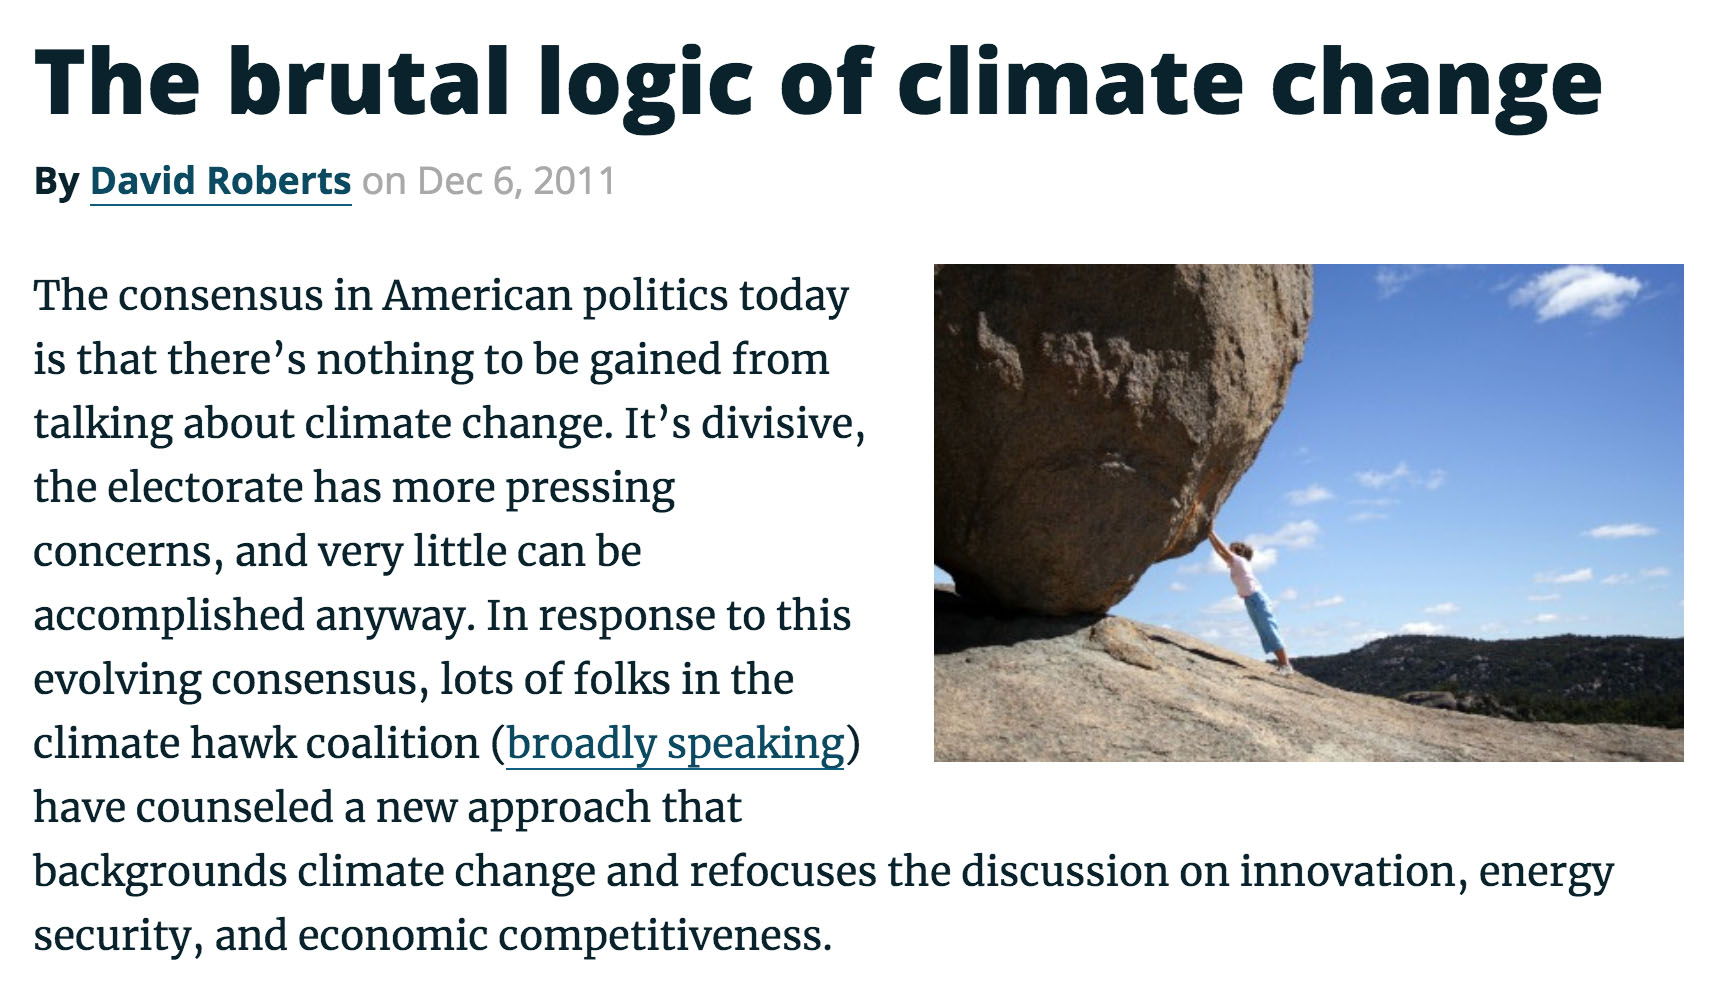 The brutal logic of climate change
By David Roberts on Dec 6, 2011
The consensus in American politics today
is that there’s nothing to be gained from
talking about climate change. It’s divisive,
the electorate has more pressing
concerns, and very little can be
accomplished anyway. In response to this
evolving consensus, lots of folks in the
climate hawk coalition (broadly speaking)
have counseled a new approach that
backgrounds climate change and refocuses the discussion on innovation, energy
security, and economic competitiveness.